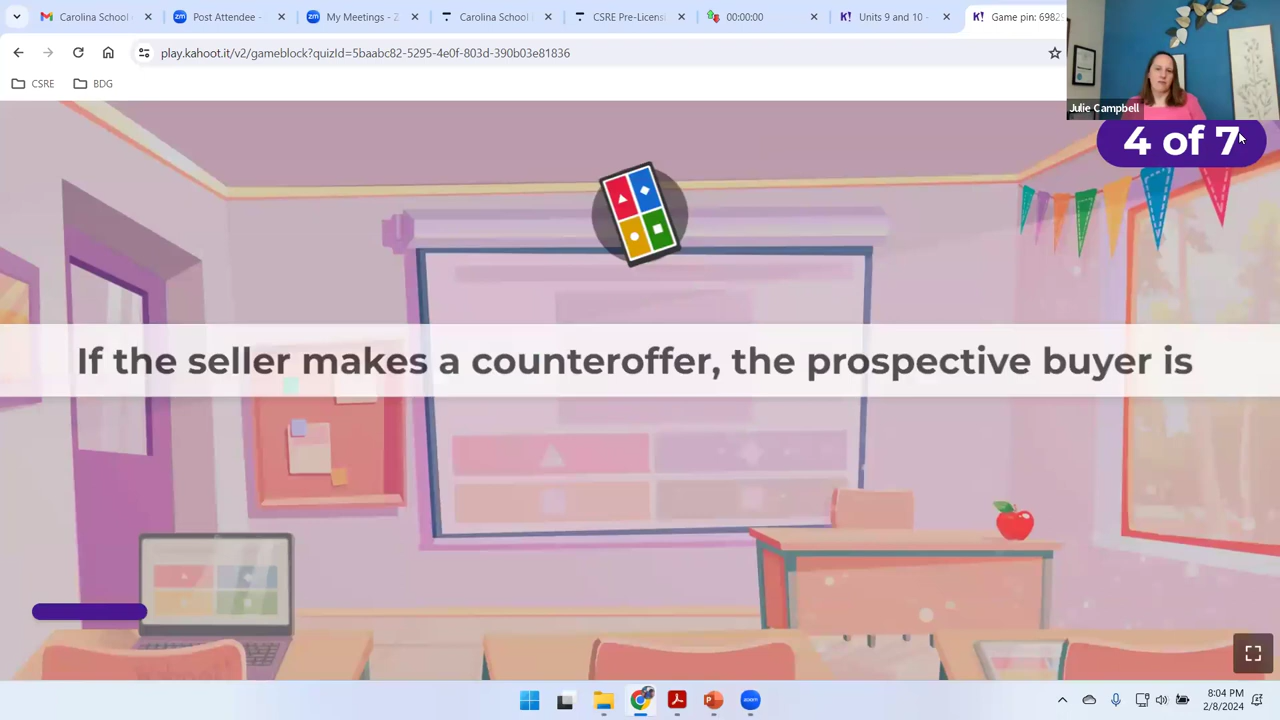 Carolina School
Post Attendee -
My Meetings - Z
Carolina School
CSRE Pre-Licens
00:00:00
Units 9 and 10 -
Game pin: 6982
play.kahoot.it/v2/gameblock?quizId=5baabc82-5295-4e0f-803d-390b03e81836
CSRE
BDG
Julie Campbell
4 of 7
If the seller makes a counteroffer, the prospective buyer is
8:04 PM
2/8/2024